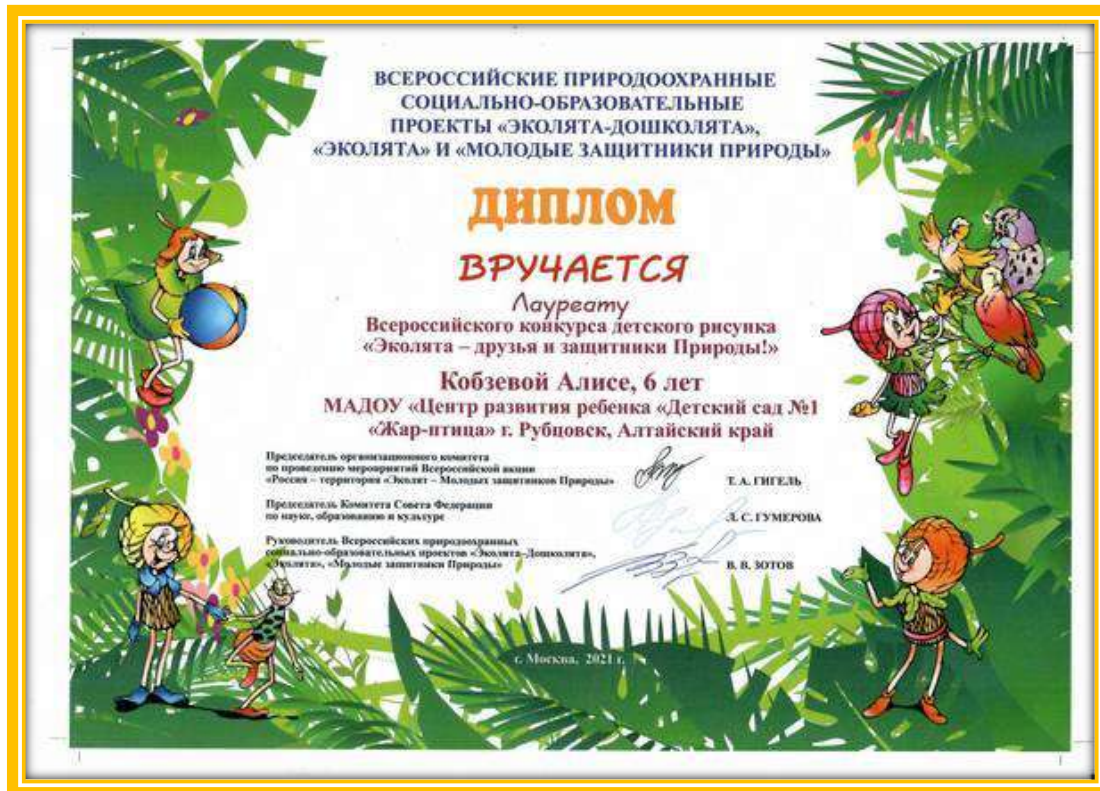 ВСЕРОССИЙСКИЕ ПРИРОДООХРАННЫЕ
СОЦИАЛЬНО-ОБРАЗОВАТЕЛЬНЫЕ
ПРОЕКТЫ «ЭКОЛЯТА-ДОШКОЛЯТА»,
«ЭКОЛЯТА» И «МОЛОДЫЕ ЗАЩИТНИКИ ПРИРОДЫ»
ДИПЛОМ
ВРУЧАЕТСЯ
Лауреату
Всероссийского конкурса детского рисунка
«Эколята – друзья и защитники Природы!»
Кобзевой Алисе, 6 лет
МАДОУ «Центр развития ребенка «Детский сад №1
«Жар-птица» г. Рубцовск, Алтайский край
Председатель организационного комитета
по проведению мероприятий Всероссийской акции
«Россия – территория «Эколят – Молодых защитников Природы»
Т. А. ГИГЕЛЬ
Председатель Комитета Совета Федерации
по науке, образованию и культуре
Л. С. ГУМЕРОВА
Руководитель Всероссийских природоохранных
социально-образовательных проектов «Эколята-Дошколята»,
«Эколята», «Молодые защитники Природы»
В. В. ЗОТОВ
г. Москва, 2021 г.